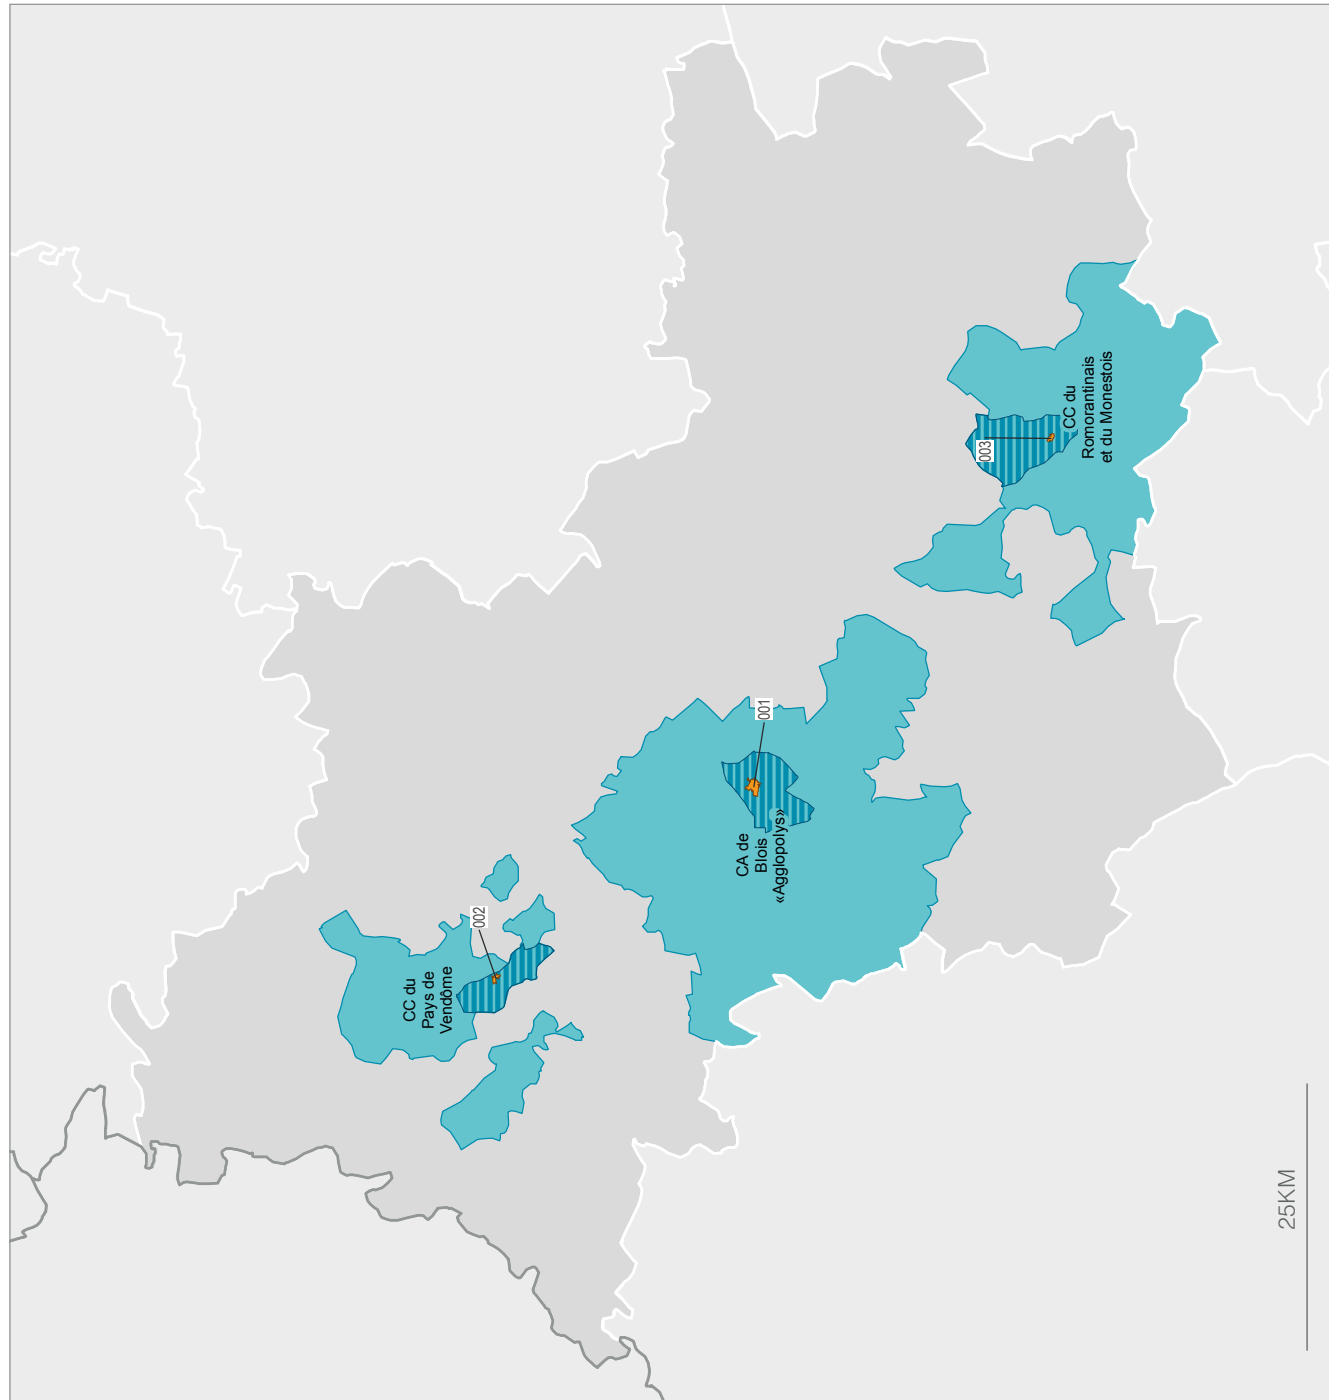 002
CC du
Pays de
Vendôme
001
CA de
Blois
«Agglopolys»
003
CC du
Romorantinais
et du Monestois
25KM